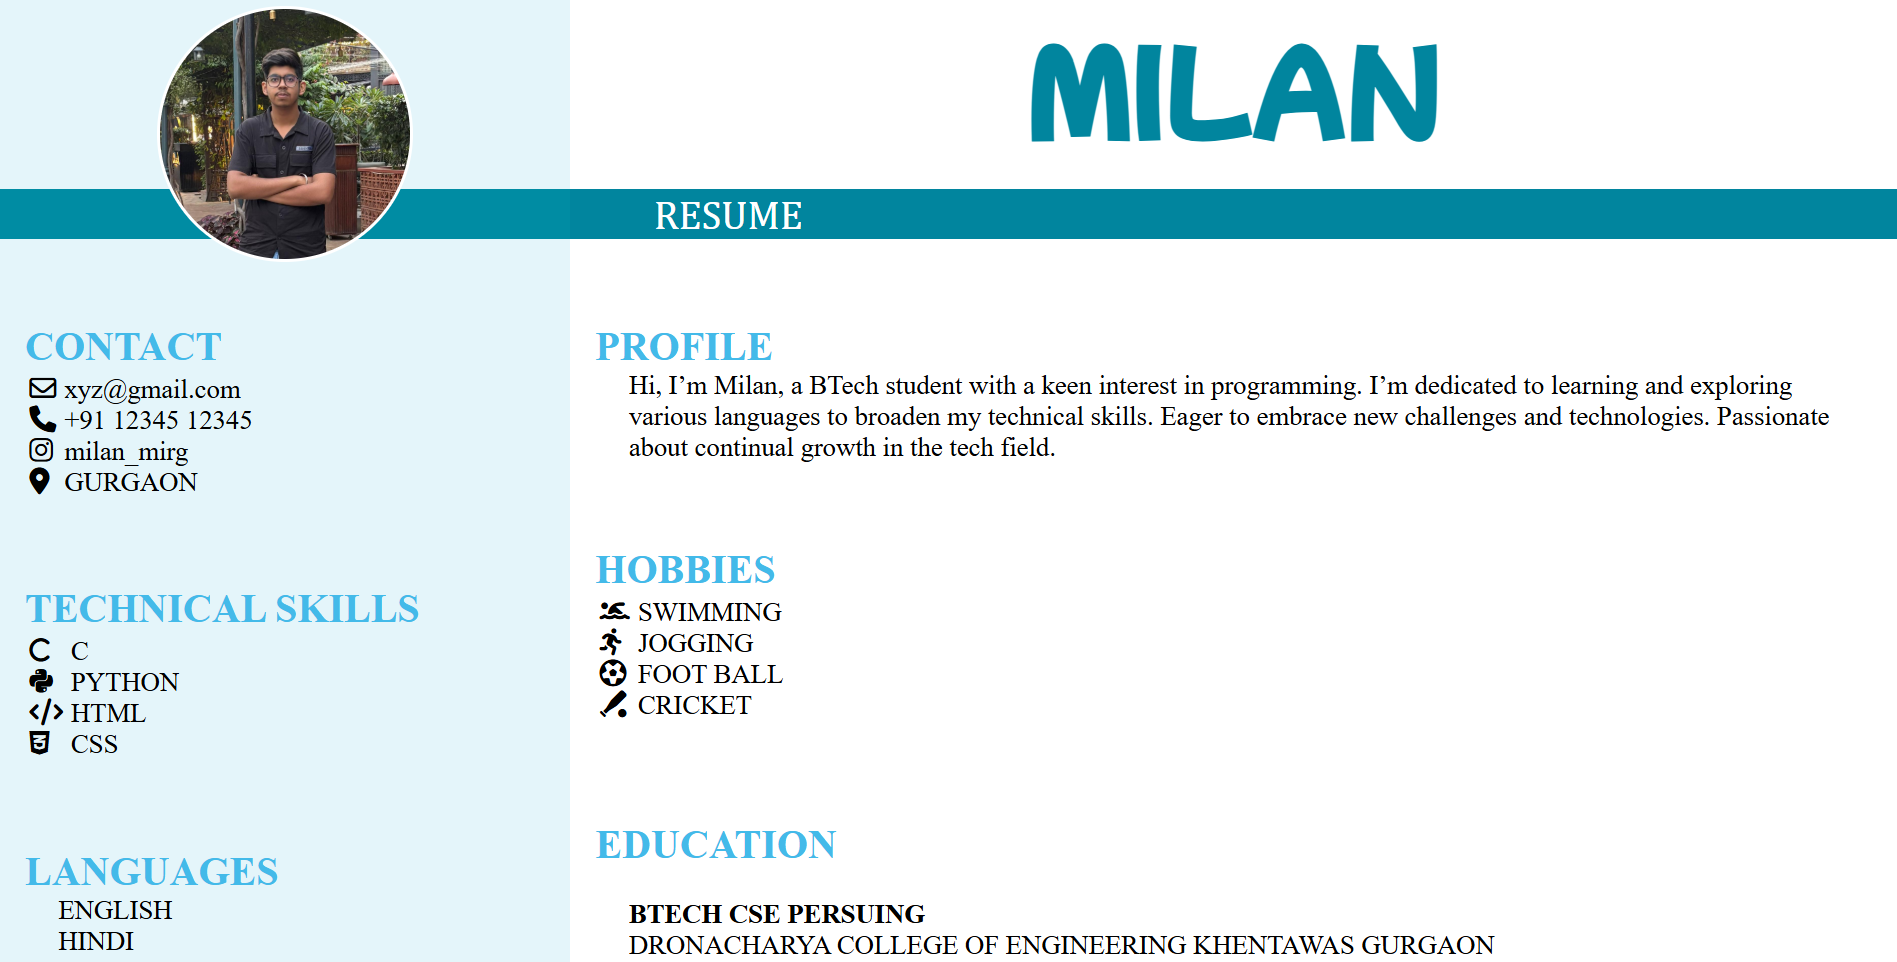 MILAN
RESUME
CONTACT
xyz@gmail.com
+91 12345 12345
milan_mirg
GURGAON
TECHNICAL SKILLS
C
PYTHON
HTML
CSS
LANGUAGES
ENGLISH
HINDI
PROFILE
Hi, I’m Milan, a BTech student with a keen interest in programming. I’m dedicated to learning and exploring
various languages to broaden my technical skills. Eager to embrace new challenges and technologies. Passionate
about continual growth in the tech field.
HOBBIES
SWIMMING
JOGGING
FOOT BALL
CRICKET
EDUCATION
BTECH CSE PERSUING
DRONACHARYA COLLEGE OF ENGINEERING KHENTAWAS GURGAON